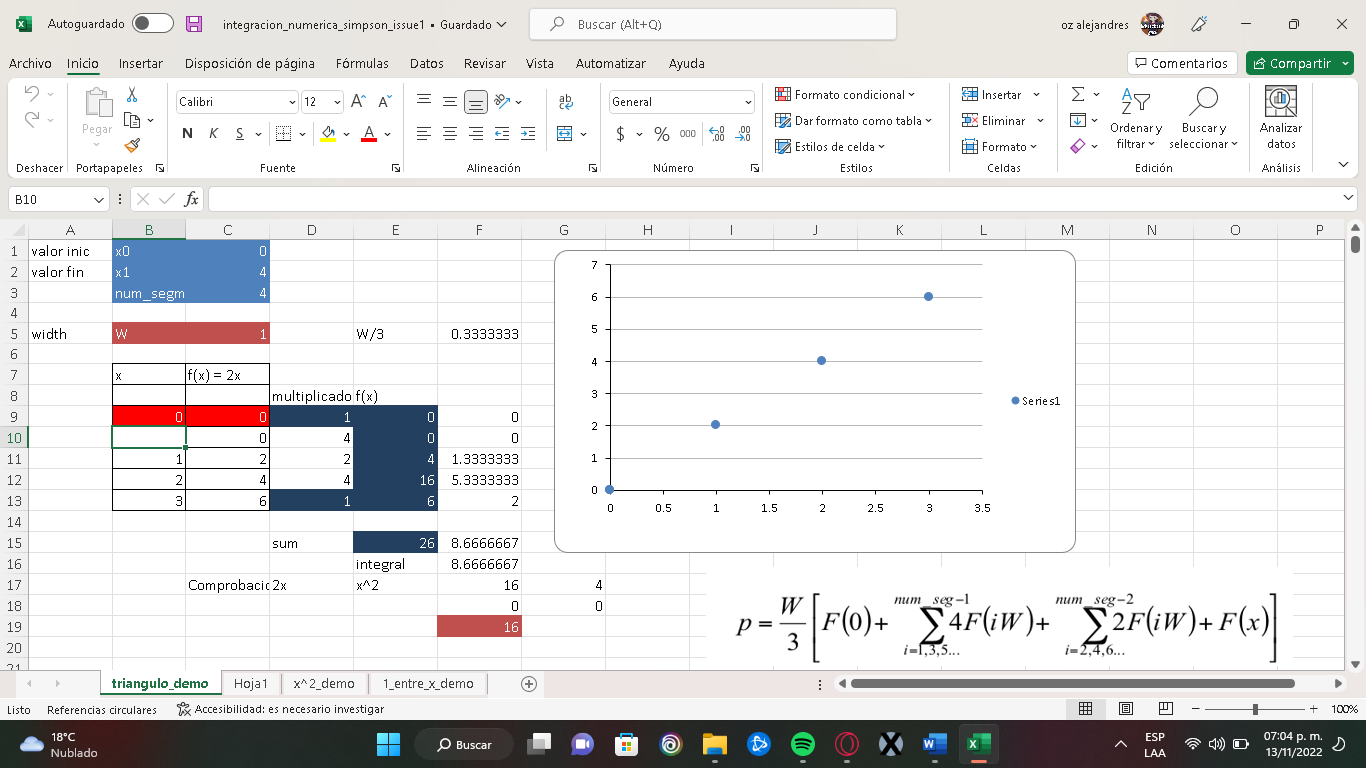 Autoguardado integracion_numerica_simpson_issue1 • Guardado Buscar (Alt+Q) oz alejandres
Archivo Inicio Insertar Disposición de página Fórmulas Datos Revisar Vista Automatizar Ayuda Comentarios Compartir
Pegar Calibri 12 ab General Formato condicional Insertar Σ
N K S A $ % 000 Dar formato como tabla Eliminar Ordenar y filtrar Buscar y seleccionar Analizar datos
Estilos de celda Formato
Deshacer Portapapeles Fuente Alineación Número Estilos Celdas Edición Análisis
B10 fx
A B C D E F G H I J K L M N O P
1 valor inic x0 0
2 valor fin x1 4
3 num_segm 4
4
5 width W 1 W/3 0.3333333
6
7 x f(x) = 2x
8 multiplicado f(x)
9 0 0 1 0 0
10 0 4 0 0
11 1 2 2 4 1.3333333
12 2 4 4 16 5.3333333
13 3 6 1 6 2
14
15 sum 26 8.6666667
16 integral 8.6666667
17 Comprobacio 2x x^2 16 4
18 0 0
19 16
20
21
7
6
5
4
3
2
1
0
0 0.5 1 1.5 2 2.5 3 3.5
Series1
p = W/3 [F(0)+ num_seg−1 ∑ i=1,3,5... 4F(iW)+ num_seg−2 ∑ i=2,4,6... 2F(iW)+F(x)]
triangulo_demo Hoja1 x^2_demo 1_entre_x_demo
Listo Referencias circulares Accesibilidad: es necesario investigar 100%
18°C
Nublado
Buscar
ESP
LAA
07:04 p. m.
13/11/2022